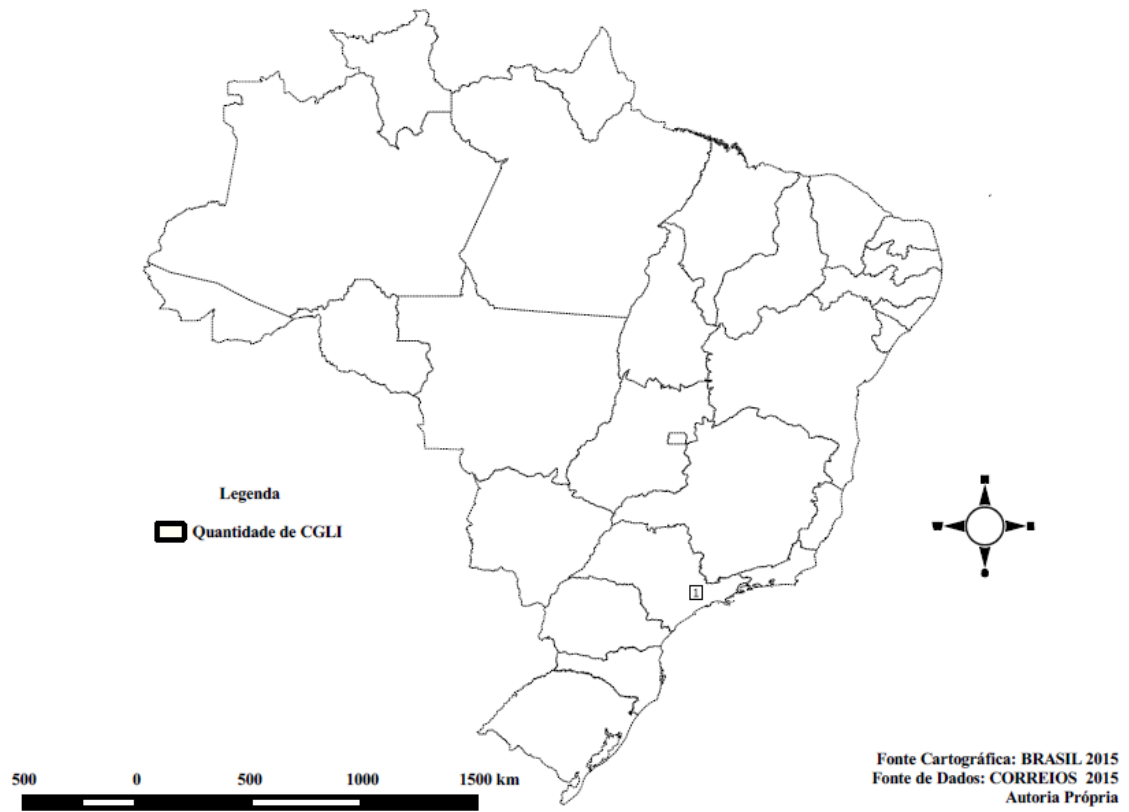 Legenda
Quantidade de CGLI
1
500 0 500 1000 1500 km
Fonte Cartográfica: BRASIL 2015
Fonte de Dados: CORREIOS 2015
Autoria Própria